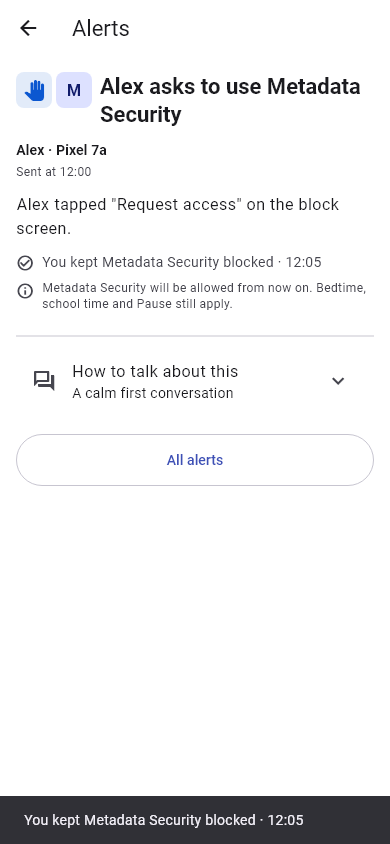 Alerts
M
Alex asks to use Metadata
Security
Alex · Pixel 7a
Sent at 12:00
Alex tapped "Request access" on the block
screen.
You kept Metadata Security blocked · 12:05
Metadata Security will be allowed from now on. Bedtime,
school time and Pause still apply.
How to talk about this
A calm first conversation
All alerts
You kept Metadata Security blocked · 12:05